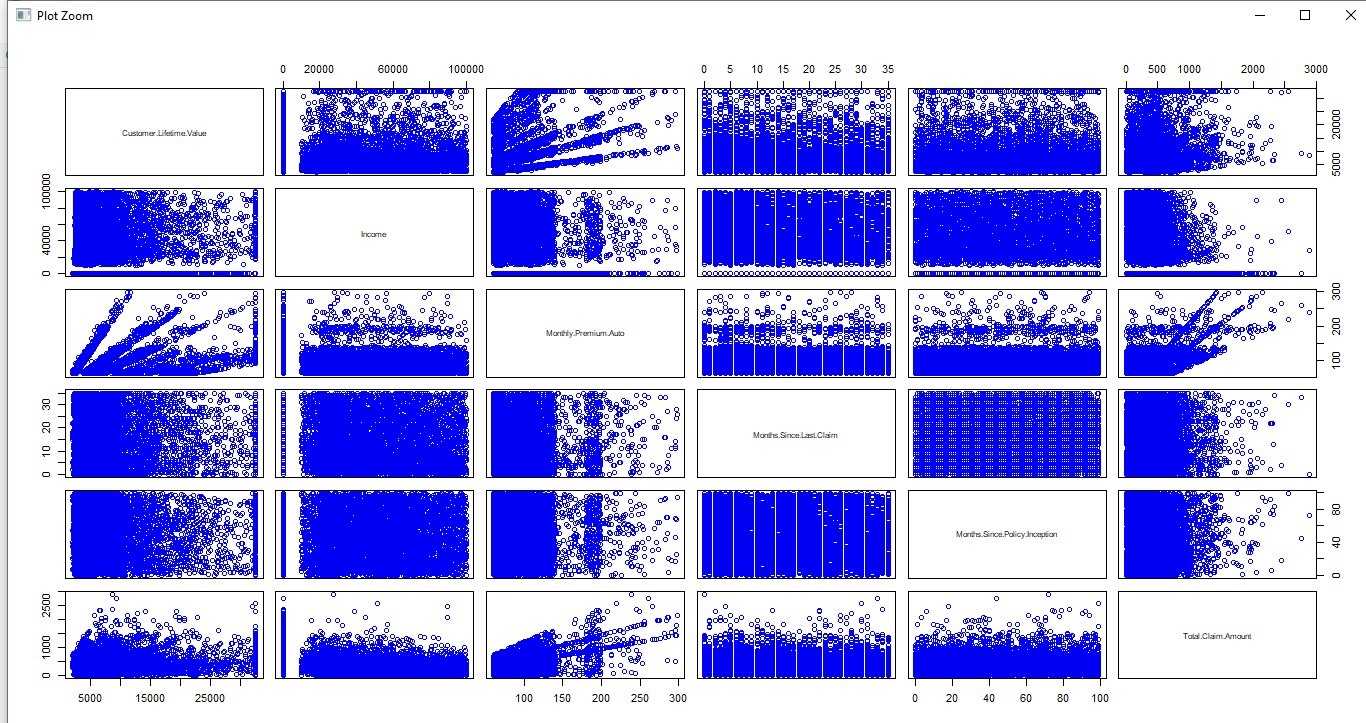 Plot Zoom
0 20000 60000 100000 0 5 10 15 20 25 30 35 0 500 1000 2000 3000
Customer.Lifetime.Value
5000 20000
0 40000 100000
Income
Monthly.Premium.Auto
100 200 300
0 10 20 30
Months.Since.Last.Claim
Months.Since.Policy.Inception
0 40 80
0 1000 2500
Total.Claim.Amount
5000 15000 25000 100 150 200 250 300 0 20 40 60 80 100